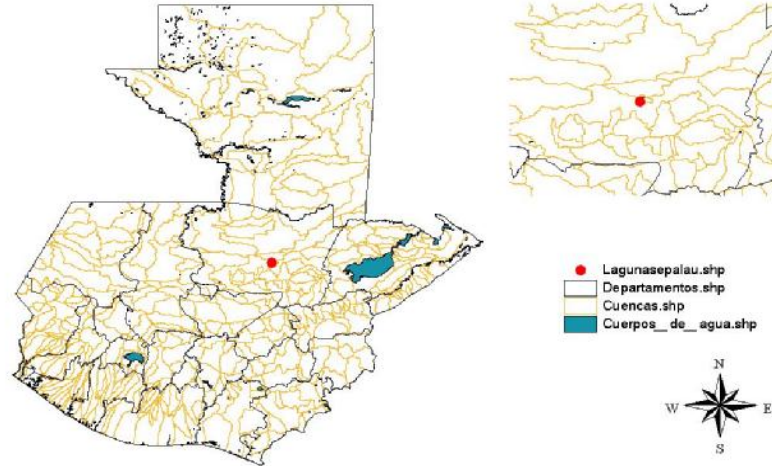 Lagunasepalau.shp
Departamentos.shp
Cuencas.shp
Cuerpos_ de_ agua.shp
N
W E
S